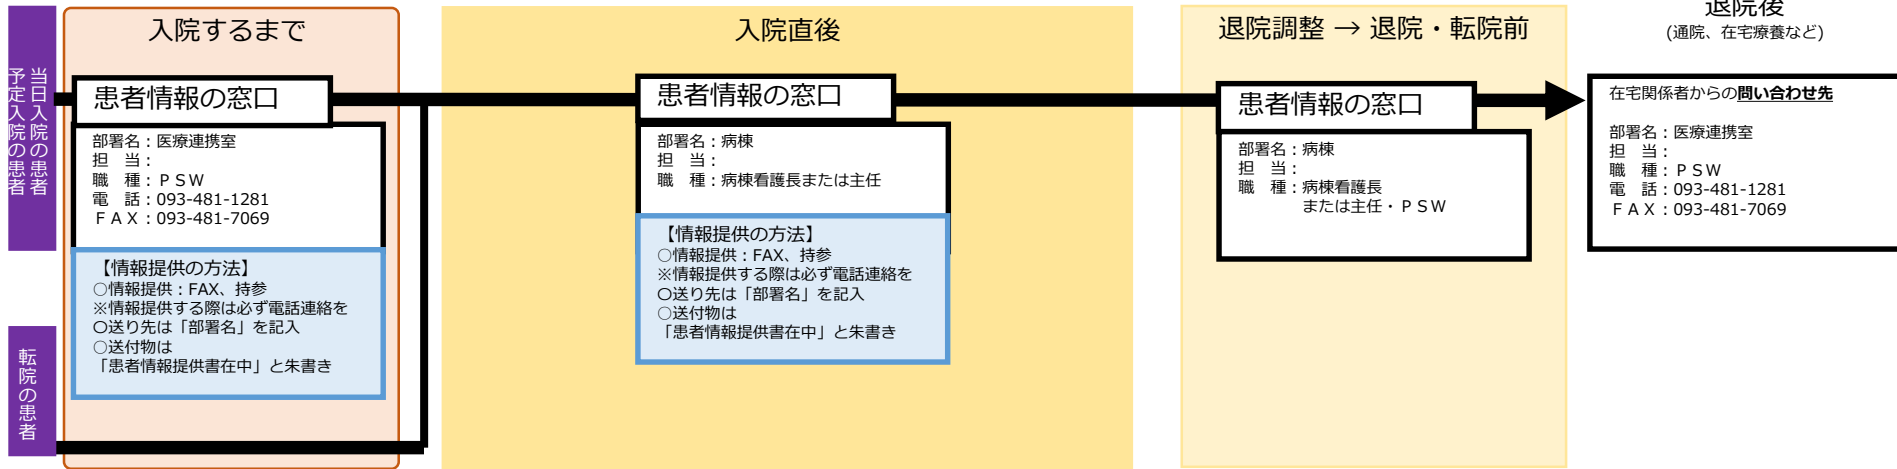 当日入院の患者
予定入院の患者
転院の患者
入院するまで
患者情報の窓口
部署名：医療連携室
担　当：
職　種：ＰＳＷ
電　話：093-481-1281
ＦＡＸ：093-481-7069
【情報提供の方法】
○情報提供：FAX、持参
※情報提供する際は必ず電話連絡を
〇送り先は「部署名」を記入
○送付物は
「患者情報提供書在中」と朱書き
入院直後
患者情報の窓口
部署名：病棟
担　当：
職　種：病棟看護長または主任
【情報提供の方法】
○情報提供：FAX、持参
※情報提供する際は必ず電話連絡を
〇送り先は「部署名」を記入
○送付物は
「患者情報提供書在中」と朱書き
退院調整 → 退院・転院前
患者情報の窓口
部署名：病棟
担　当：
職　種：病棟看護長
または主任・ＰＳＷ
退院後
(通院、在宅療養など)
在宅関係者からの問い合わせ先
部署名：医療連携室
担　当：
職　種：ＰＳＷ
電　話：093-481-1281
ＦＡＸ：093-481-7069